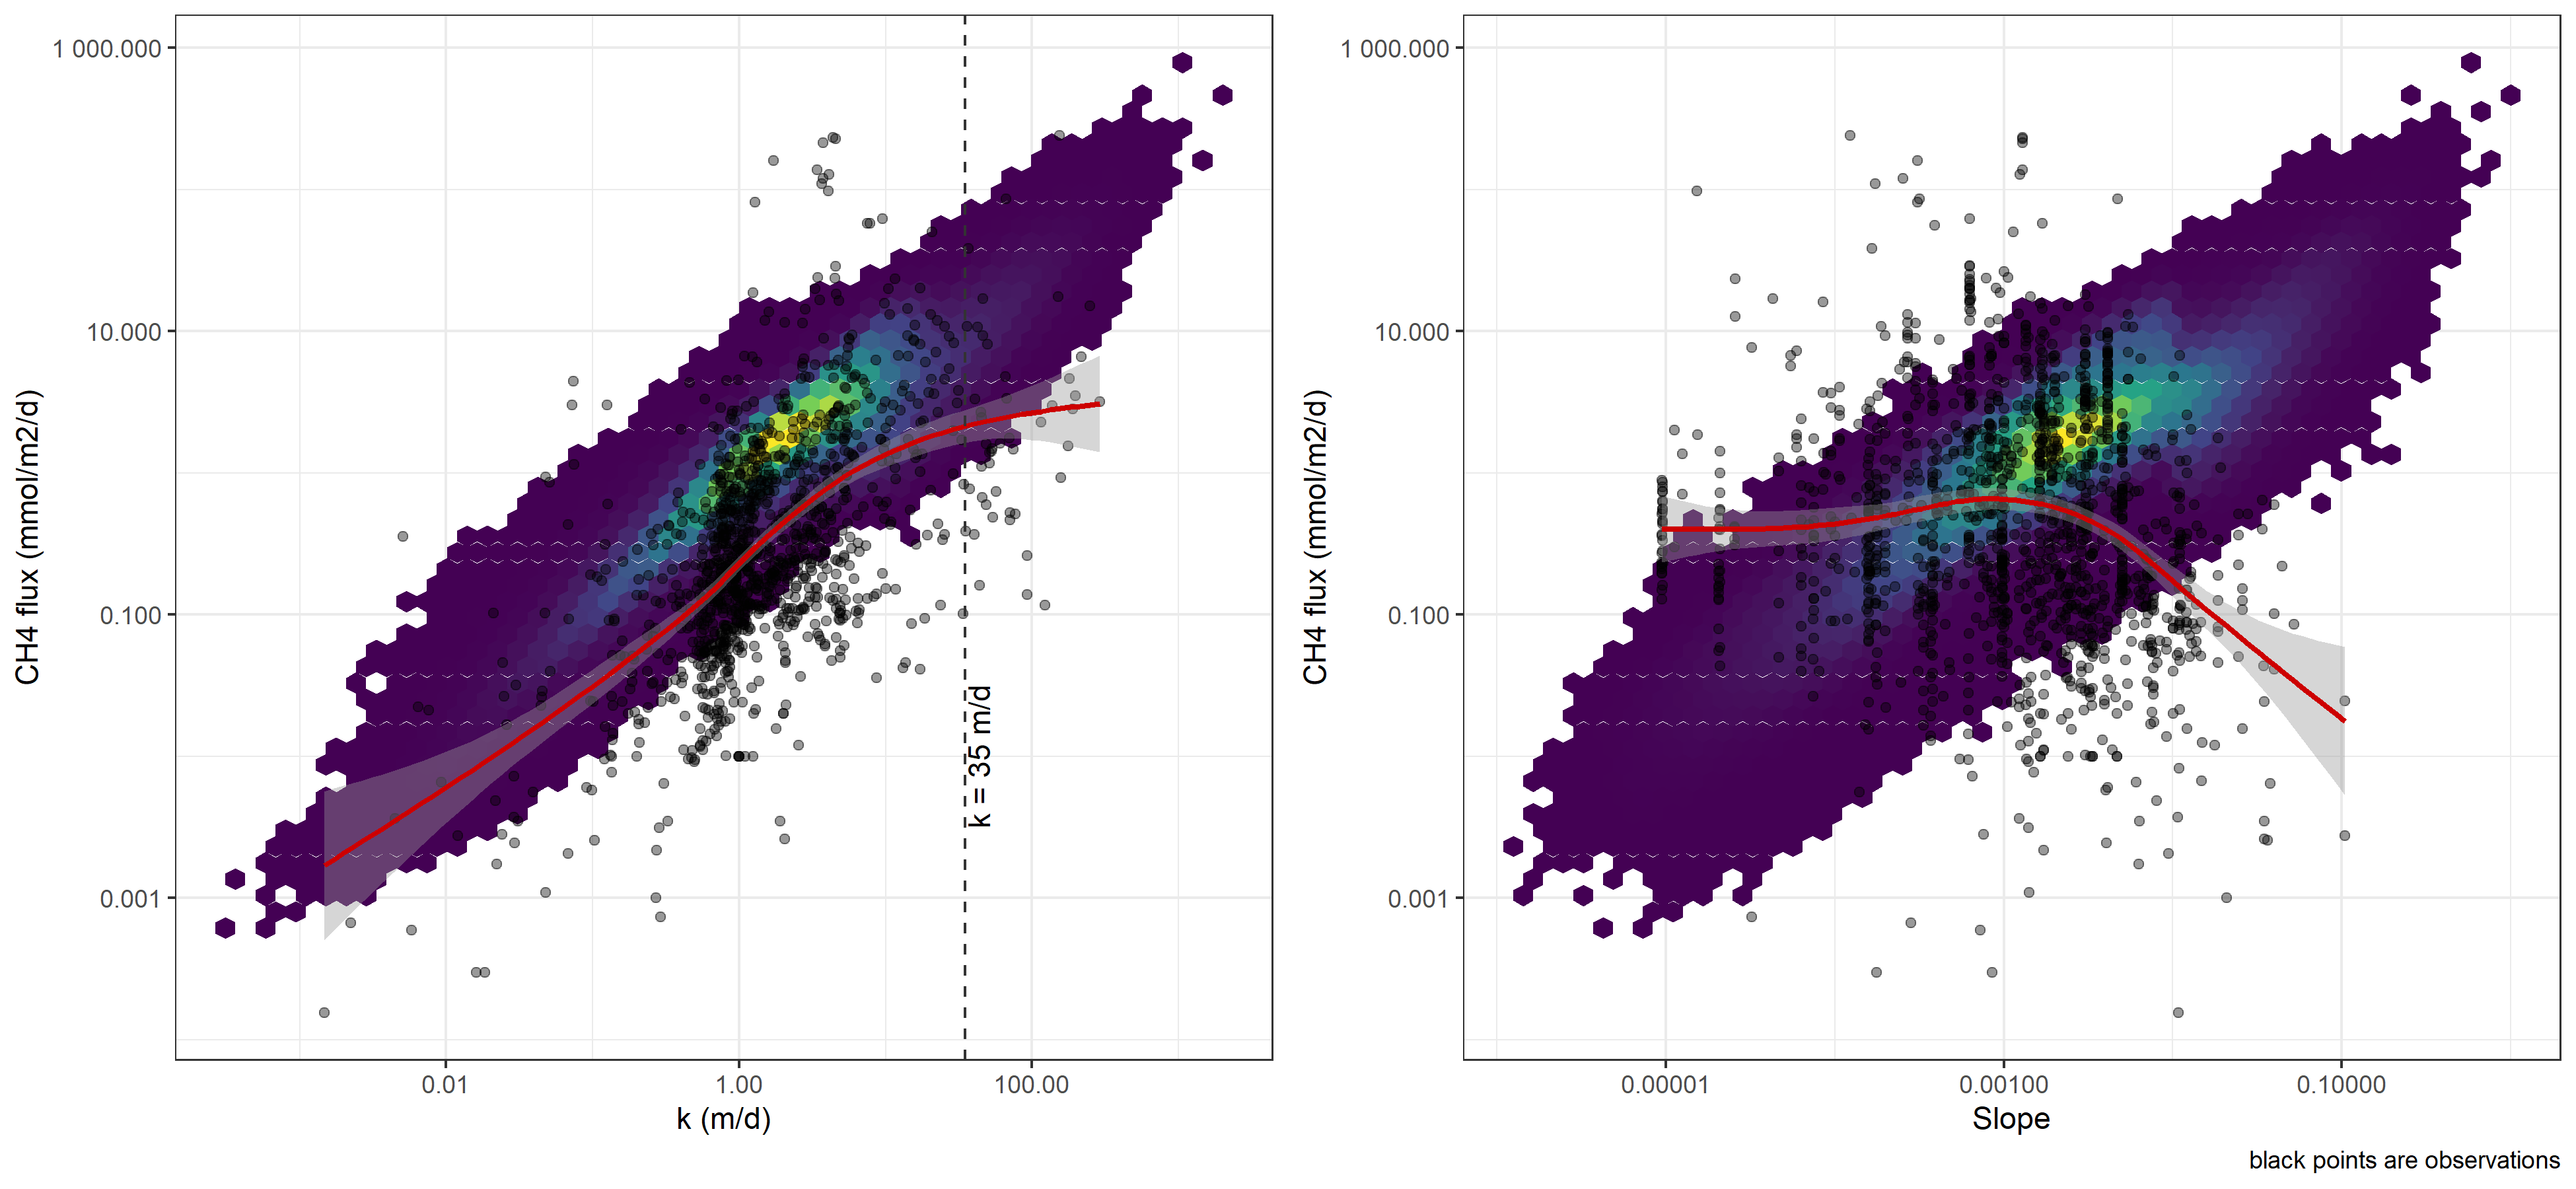 CH4 flux (mmol/m2/d)
1 000.000
10.000
0.100
0.001
k = 35 m/d
0.01 1.00 100.00
k (m/d)
CH4 flux (mmol/m2/d)
1 000.000
10.000
0.100
0.001
0.00001 0.00100 0.10000
Slope
black points are observations